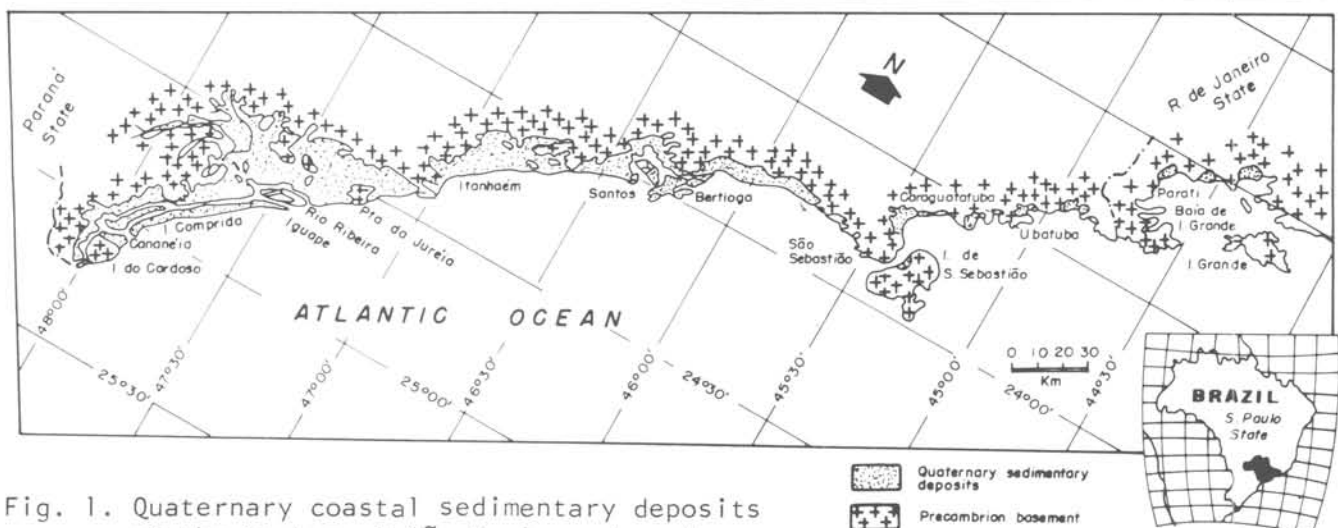 Paraná
State
R. de Janeiro
State
N
Itanhaém
Santos
Bertioga
Caraguatatuba
Ubatuba
Parati
Baía de
I. Grande
I. Grande
São
Sebastião
I. de
S. Sebastião
I. Comprida
Cananéia
I. do Cardoso
Rio Ribeira
Iguape
Pta da Juréia
ATLANTIC OCEAN
48°00'
25°30'
47°30'
47°00'
25°00'
46°30'
46°00'
24°30'
45°30'
45°00'
24°00'
44°30'
0 10 20 30
Km
BRAZIL
S. Paulo
State
Quaternary sedimentary
deposits
Precambrion basement
Fig. 1. Quaternary coastal sedimentary deposits